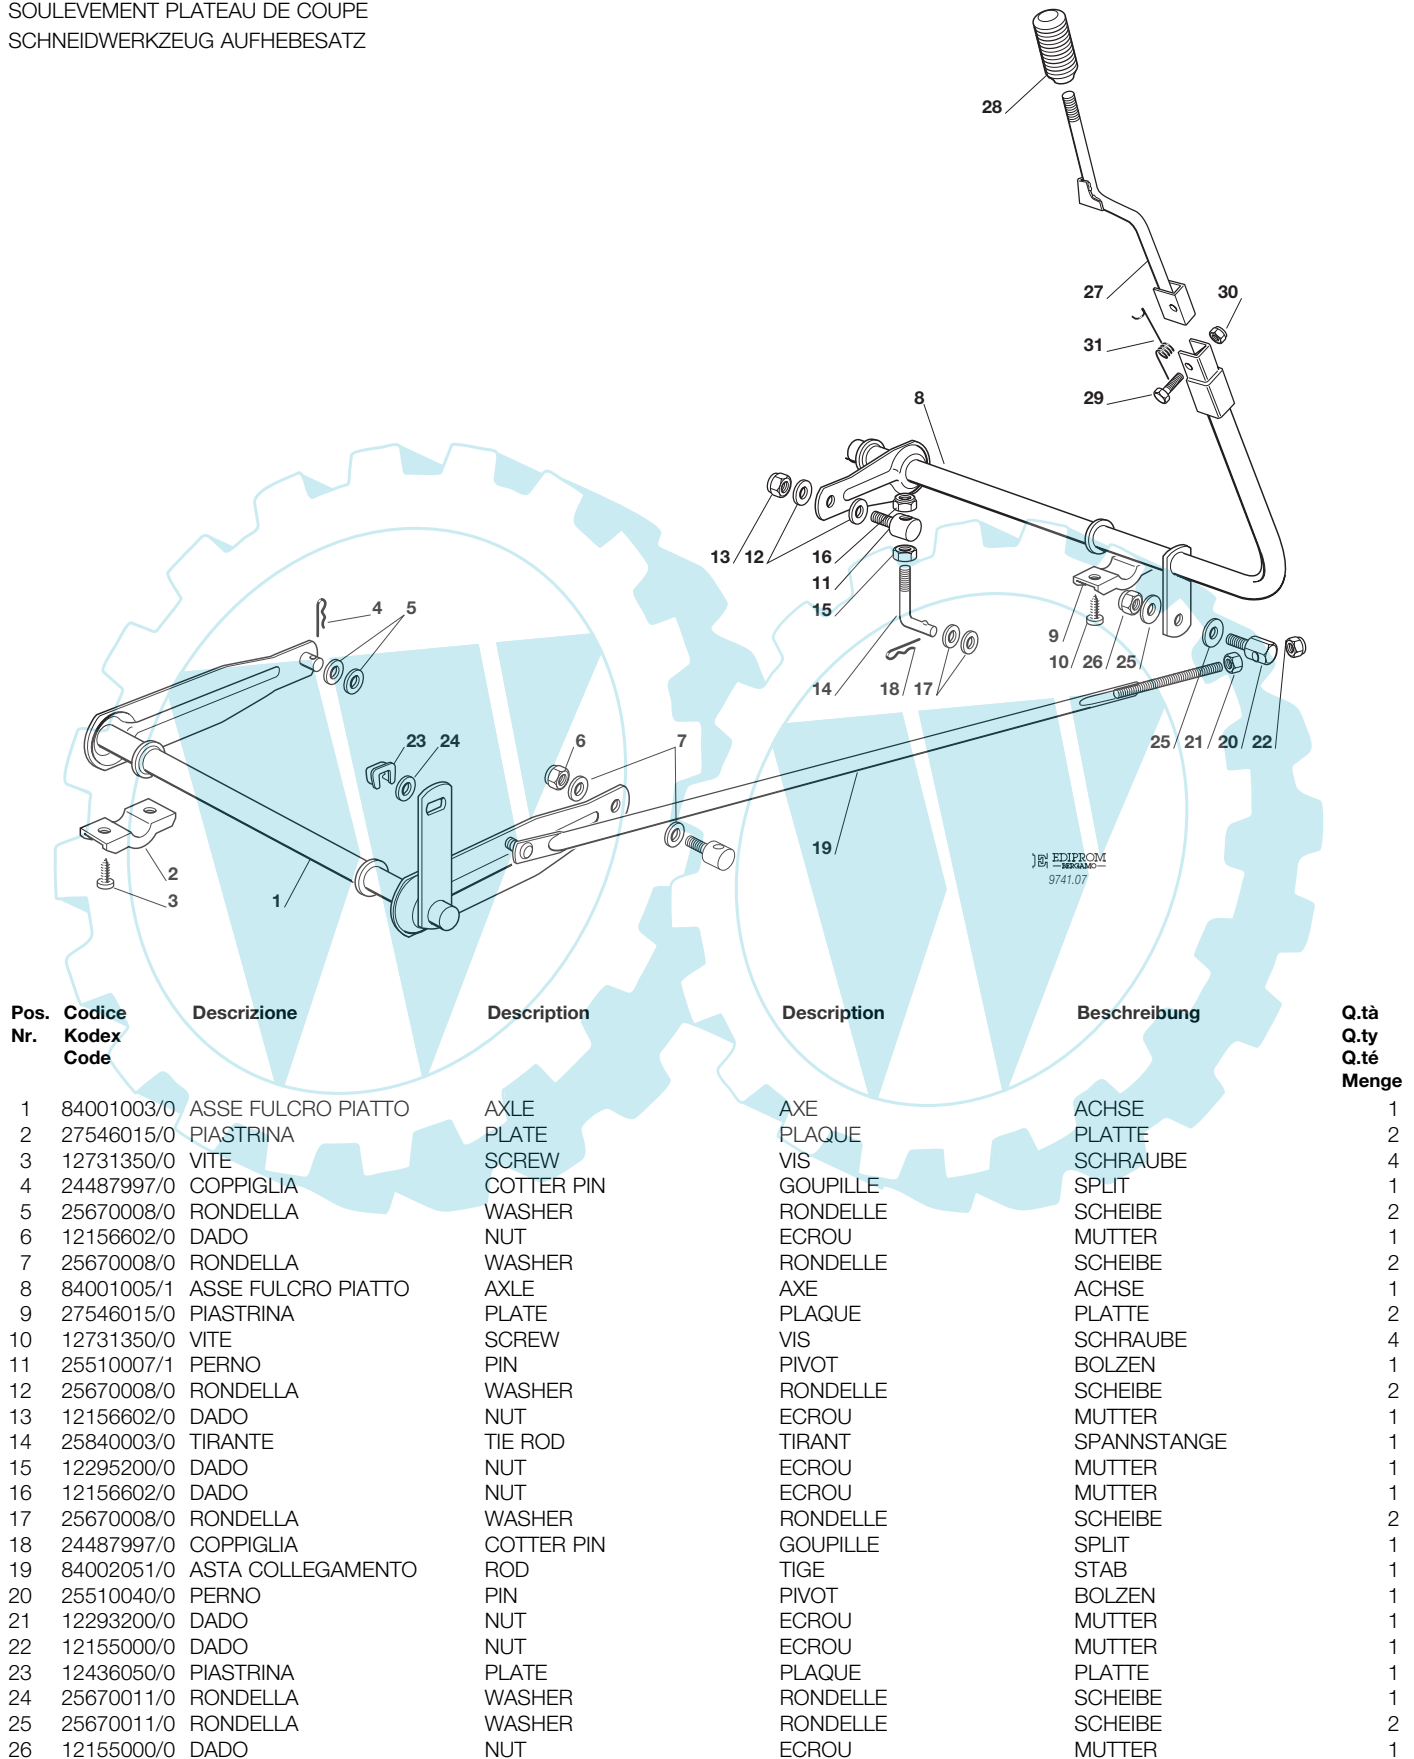 SOULEVEMENT PLATEAU DE COUPE
SCHNEIDWERKZEUG AUFHEBESATZ
28
27
30
31
29
8
13 12 16
11
15
9
10 26 25
14 18 17
25 21 20 22
4 5
23 24 6 7
19
2
3
1
EDIPROM
BERGAMO
9741.07
Pos. Codice Descrizione Description Description Beschreibung Q.tà
Nr. Kodex Q.ty
Code Q.té
Menge
1 84001003/0 ASSE FULCRO PIATTO AXLE AXE ACHSE 1
2 27546015/0 PIASTRINA PLATE PLAQUE PLATTE 2
3 12731350/0 VITE SCREW VIS SCHRAUBE 4
4 24487997/0 COPPIGLIA COTTER PIN GOUPILLE SPLIT 1
5 25670008/0 RONDELLA WASHER RONDELLE SCHEIBE 2
6 12156602/0 DADO NUT ECROU MUTTER 1
7 25670008/0 RONDELLA WASHER RONDELLE SCHEIBE 2
8 84001005/1 ASSE FULCRO PIATTO AXLE AXE ACHSE 1
9 27546015/0 PIASTRINA PLATE PLAQUE PLATTE 2
10 12731350/0 VITE SCREW VIS SCHRAUBE 4
11 25510007/1 PERNO PIN PIVOT BOLZEN 1
12 25670008/0 RONDELLA WASHER RONDELLE SCHEIBE 2
13 12156602/0 DADO NUT ECROU MUTTER 1
14 25840003/0 TIRANTE TIE ROD TIRANT SPANNSTANGE 1
15 12295200/0 DADO NUT ECROU MUTTER 1
16 12156602/0 DADO NUT ECROU MUTTER 1
17 25670008/0 RONDELLA WASHER RONDELLE SCHEIBE 2
18 24487997/0 COPPIGLIA COTTER PIN GOUPILLE SPLIT 1
19 84002051/0 ASTA COLLEGAMENTO ROD TIGE STAB 1
20 25510040/0 PERNO PIN PIVOT BOLZEN 1
21 12293200/0 DADO NUT ECROU MUTTER 1
22 12155000/0 DADO NUT ECROU MUTTER 1
23 12436050/0 PIASTRINA PLATE PLAQUE PLATTE 1
24 25670011/0 RONDELLA WASHER RONDELLE SCHEIBE 1
25 25670011/0 RONDELLA WASHER RONDELLE SCHEIBE 2
26 12155000/0 DADO NUT ECROU MUTTER 1